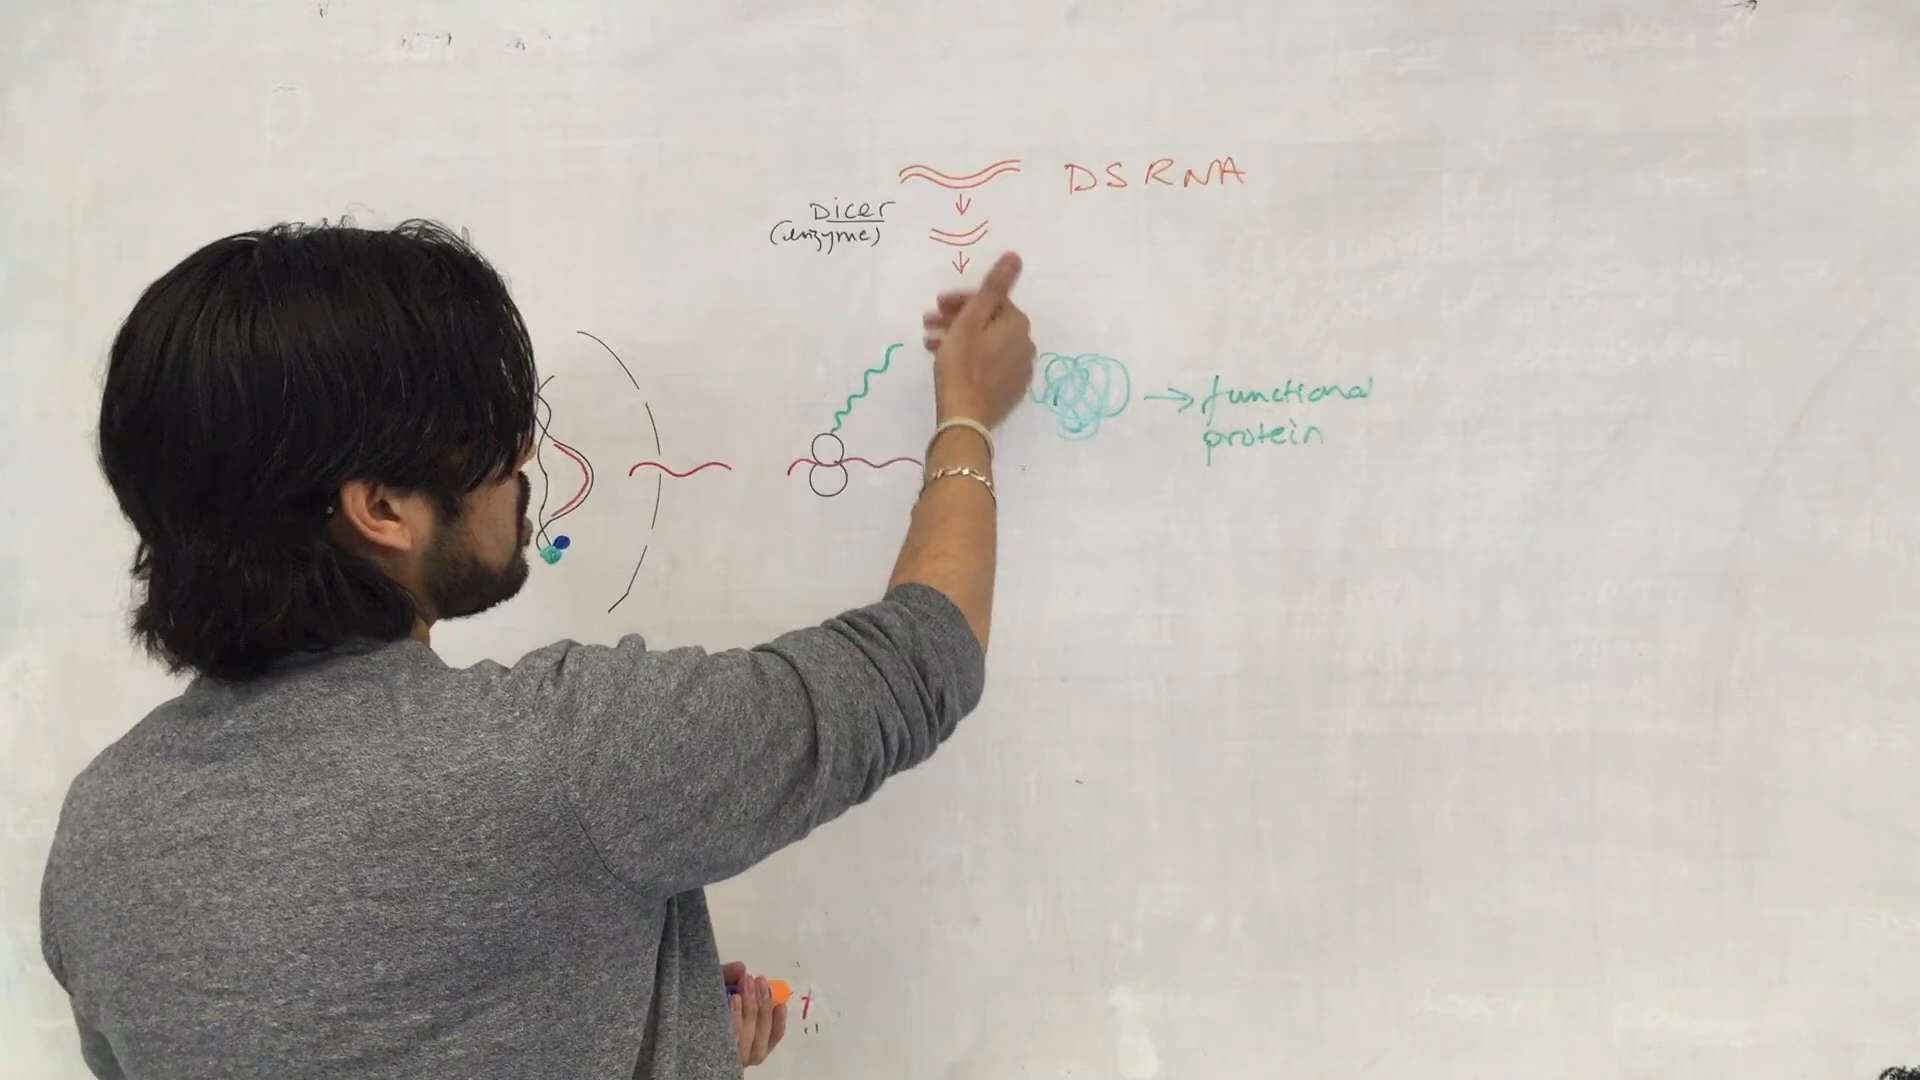 DSRNA
Dicer
(enzyme)
functional
protein